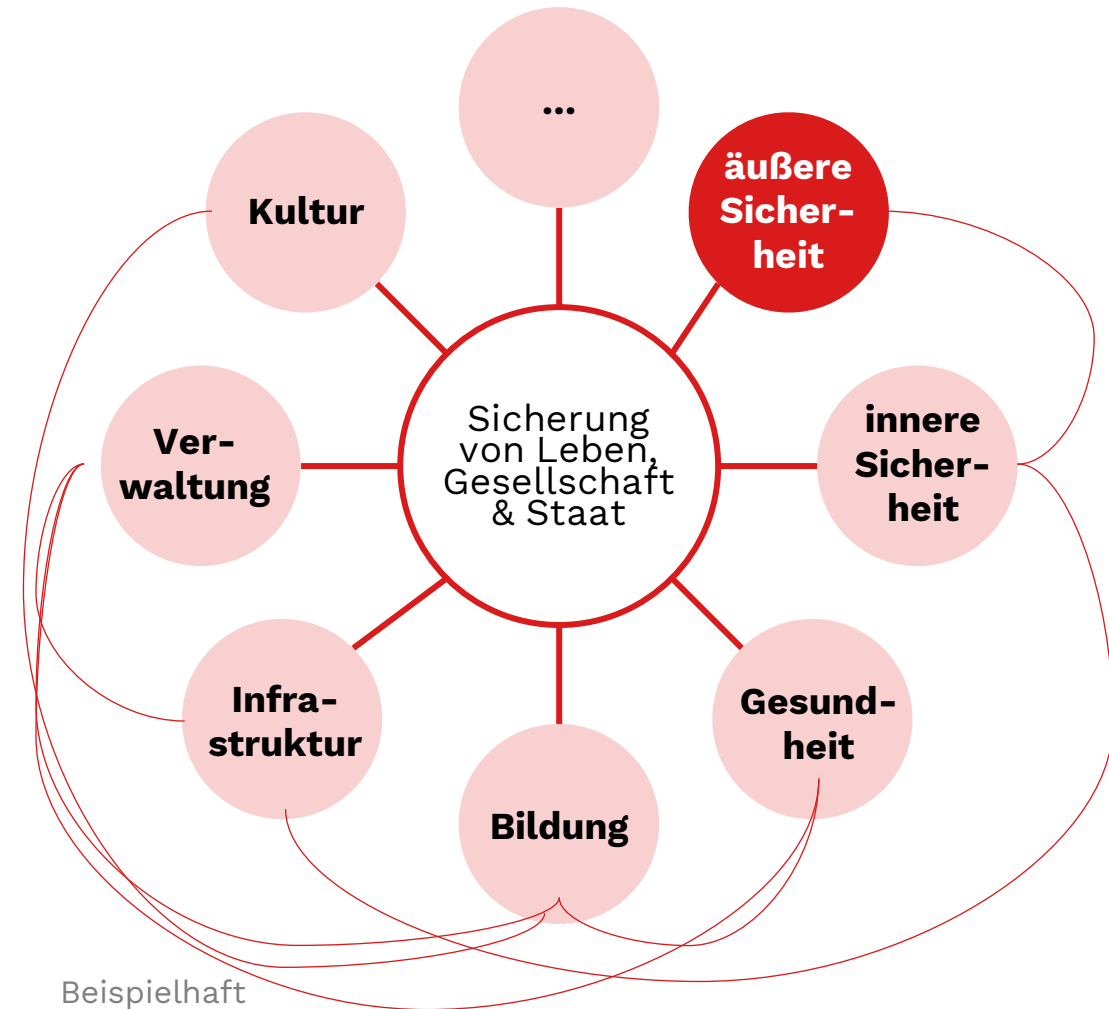 ...
äußere
Sicher-
heit
Kultur
innere
Sicher-
heit
Sicherung
von Leben,
Gesellschaft
& Staat
Ver-
waltung
Infra-
struktur
Gesund-
heit
Bildung
Beispielhaft